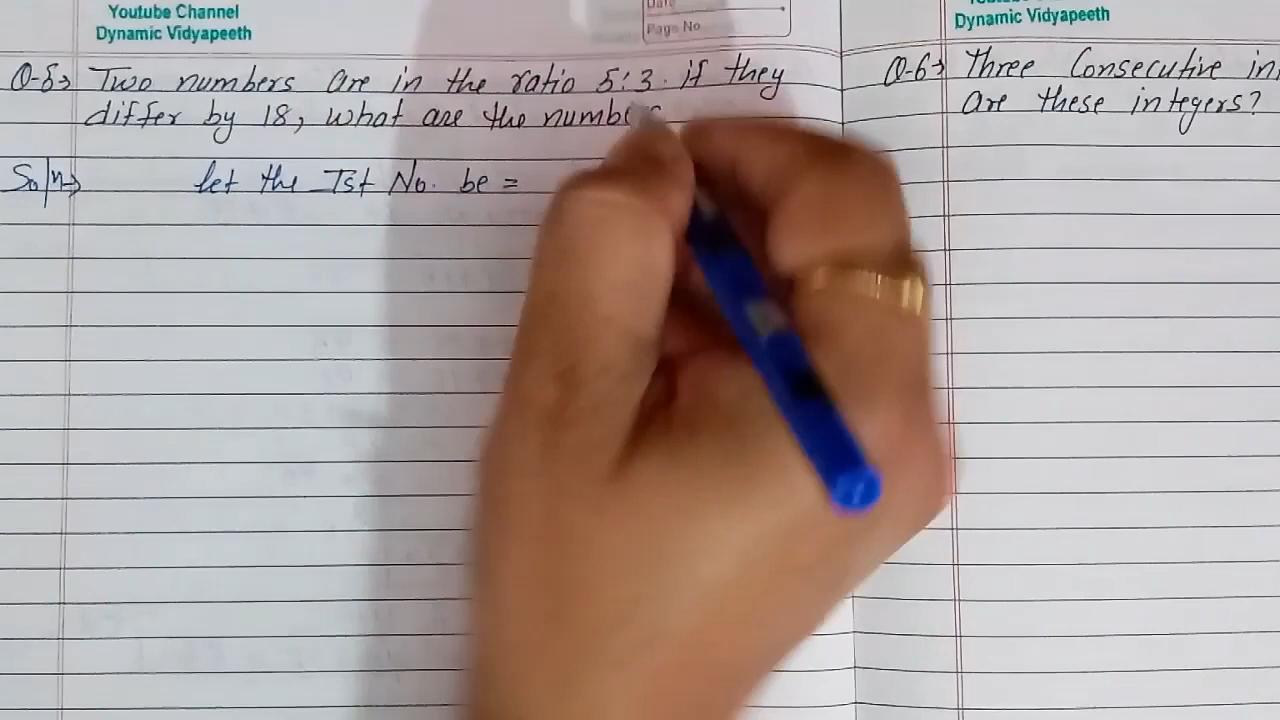 Youtube Channel
Dynamic Vidyapeeth
Date
Page No
Dynamic Vidyapeeth
Q-5→ Two numbers are in the ratio 5:3. if they
differ by 18, what are the
Soln→ let the Ist No. be =
Q-6→ Three Consecutive
are these integers?